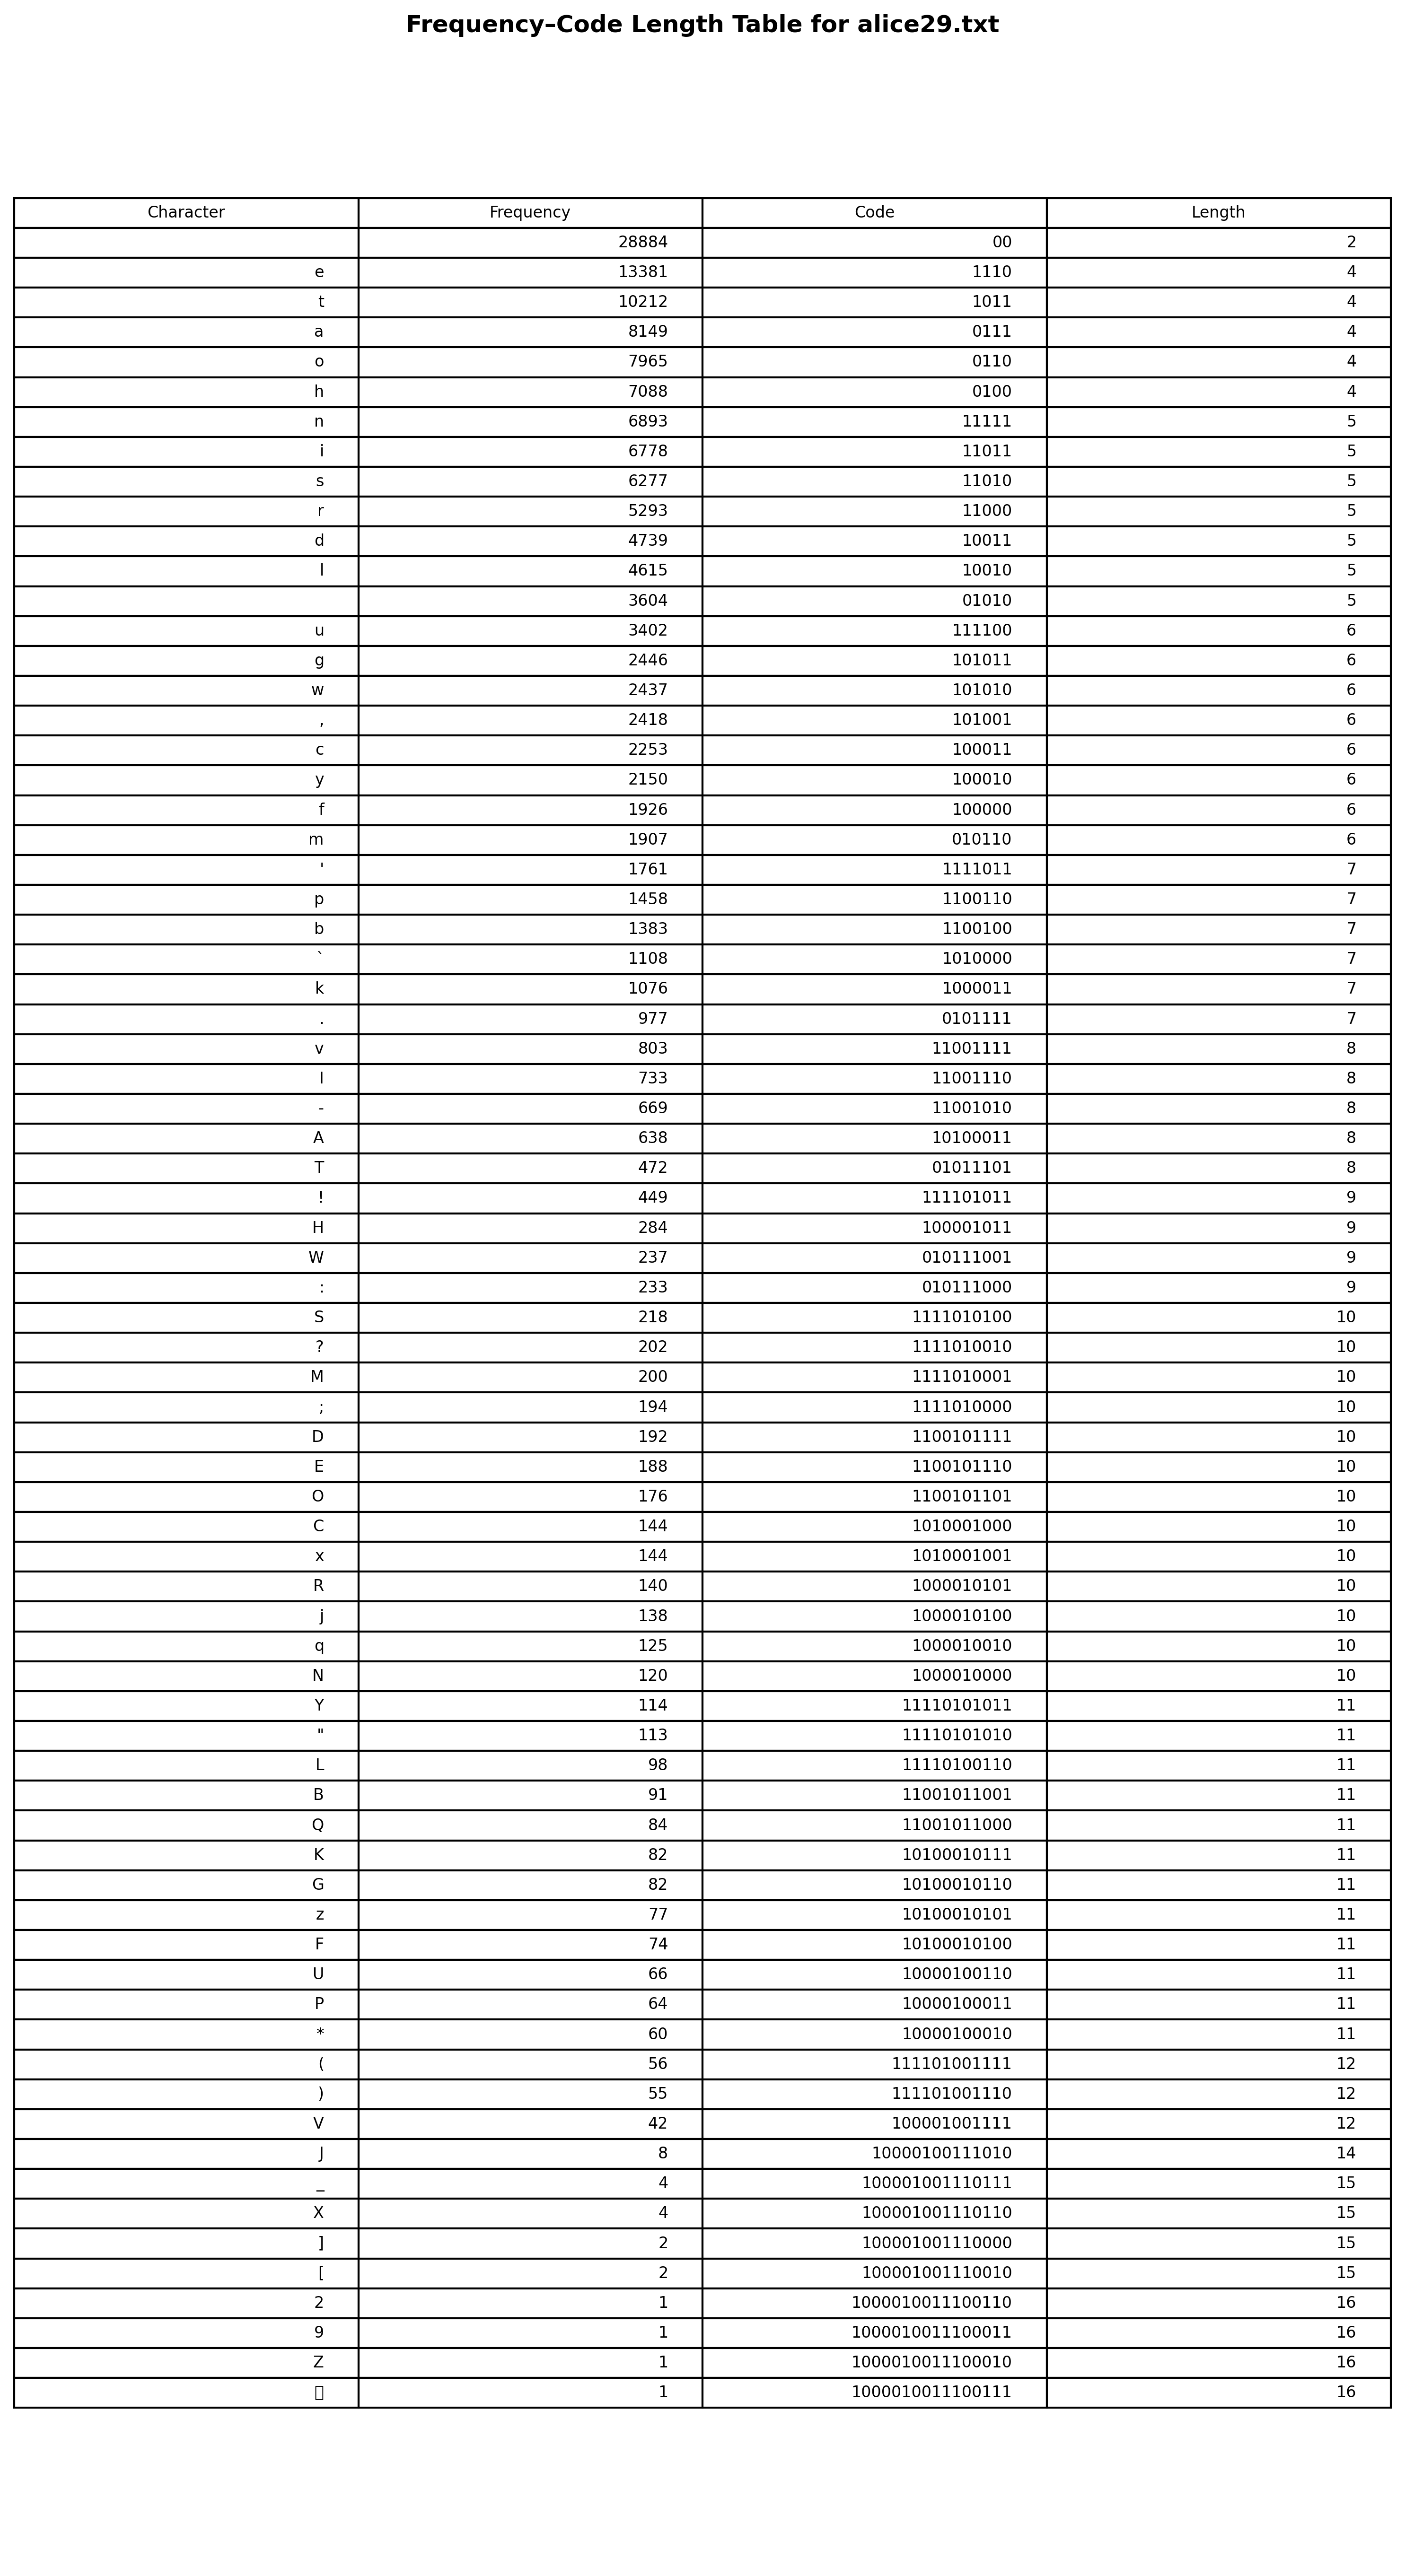 Frequency–Code Length Table for alice29.txt
Character Frequency Code Length
28884 00 2
e 13381 1110 4
t 10212 1011 4
a 8149 0111 4
o 7965 0110 4
h 7088 0100 4
n 6893 11111 5
i 6778 11011 5
s 6277 11010 5
r 5293 11000 5
d 4739 10011 5
l 4615 10010 5
3604 01010 5
u 3402 111100 6
g 2446 101011 6
w 2437 101010 6
, 2418 101001 6
c 2253 100011 6
y 2150 100010 6
f 1926 100000 6
m 1907 010110 6
' 1761 1111011 7
p 1458 1100110 7
b 1383 1100100 7
` 1108 1010000 7
k 1076 1000011 7
. 977 0101111 7
v 803 11001111 8
I 733 11001110 8
- 669 11001010 8
A 638 10100011 8
T 472 01011101 8
! 449 111101011 9
H 284 100001011 9
W 237 010111001 9
: 233 010111000 9
S 218 1111010100 10
? 202 1111010010 10
M 200 1111010001 10
; 194 1111010000 10
D 192 1100101111 10
E 188 1100101110 10
O 176 1100101101 10
C 144 1010001000 10
x 144 1010001001 10
R 140 1000010101 10
j 138 1000010100 10
q 125 1000010010 10
N 120 1000010000 10
Y 114 11110101011 11
" 113 11110101010 11
L 98 11110100110 11
B 91 11001011001 11
Q 84 11001011000 11
K 82 10100010111 11
G 82 10100010110 11
z 77 10100010101 11
F 74 10100010100 11
U 66 10000100110 11
P 64 10000100011 11
* 60 10000100010 11
( 56 111101001111 12
) 55 111101001110 12
V 42 100001001111 12
J 8 10000100111010 14
_ 4 100001001110111 15
X 4 100001001110110 15
] 2 100001001110000 15
[ 2 100001001110010 15
2 1 1000010011100110 16
9 1 1000010011100011 16
Z 1 1000010011100010 16
1 1000010011100111 16